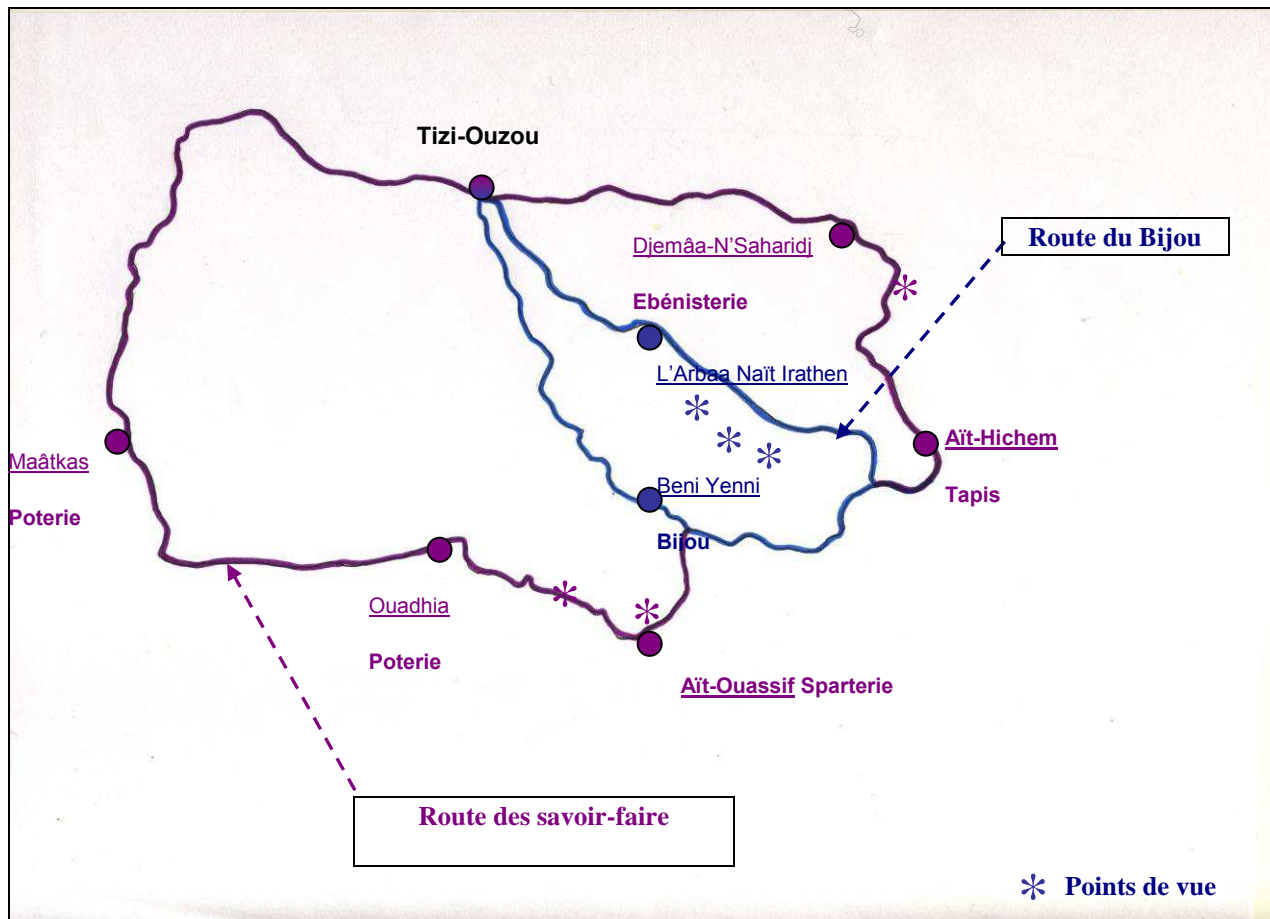 Tizi-Ouzou
Djemâa-N'Saharidj
Route du Bijou
Ebénisterie
L'Arbaa Naït Irathen
Aït-Hichem
Maâtkas
Beni Yenni
Tapis
Poterie
Bijou
Ouadhia
Poterie
Aït-Ouassif Sparterie
Route des savoir-faire
Points de vue